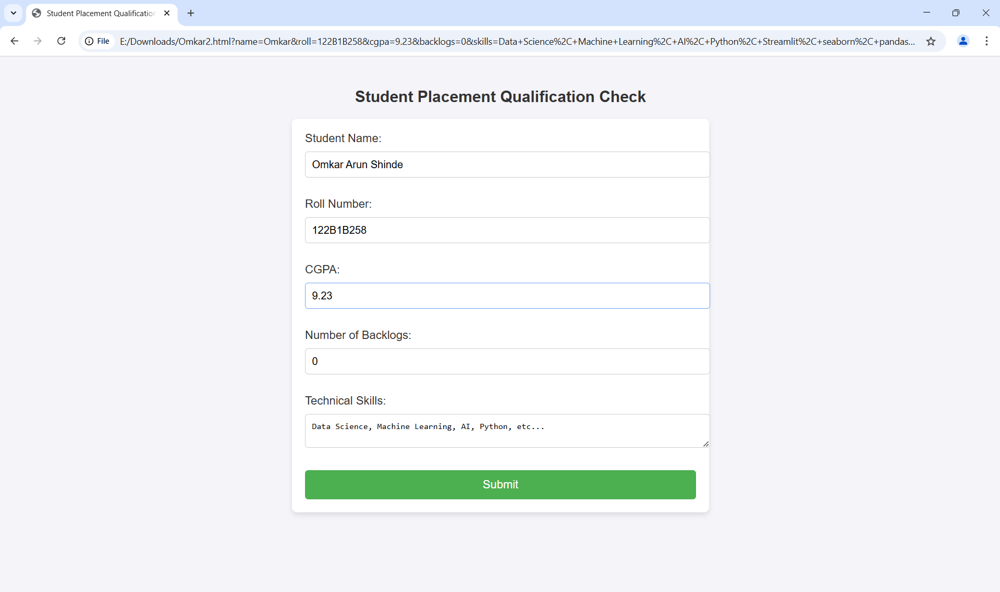 Student Placement Qualification
File
E:/Downloads/Omkar2.html?name=Omkar&roll=122B1B258&cgpa=9.23&backlogs=0&skills=Data+Science%2C+Machine+Learning%2C+AI%2C+Python%2C+Streamlit%2C+seaborn%2C+pandas...
Student Placement Qualification Check
Student Name:
Omkar Arun Shinde
Roll Number:
122B1B258
CGPA:
9.23
Number of Backlogs:
0
Technical Skills:
Data Science, Machine Learning, AI, Python, etc...
Submit